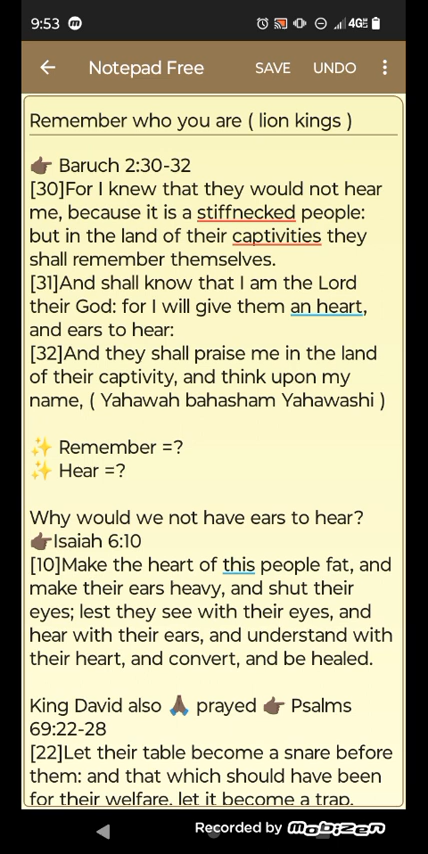 9:53
4GE
Notepad Free SAVE UNDO
Remember who you are ( lion kings )
👉🏿 Baruch 2:30-32
[30]For I knew that they would not hear
me, because it is a stiffnecked people:
but in the land of their captivities they
shall remember themselves.
[31]And shall know that I am the Lord
their God: for I will give them an heart,
and ears to hear:
[32]And they shall praise me in the land
of their captivity, and think upon my
name, ( Yahawah bahasham Yahawashi )
✨ Remember =?
✨ Hear =?
Why would we not have ears to hear?
👉🏿Isaiah 6:10
[10]Make the heart of this people fat, and
make their ears heavy, and shut their
eyes; lest they see with their eyes, and
hear with their ears, and understand with
their heart, and convert, and be healed.
King David also 🙏🏿 prayed 👉🏿 Psalms
69:22-28
[22]Let their table become a snare before
them: and that which should have been
for their welfare, let it become a trap.
Recorded by Mobizen